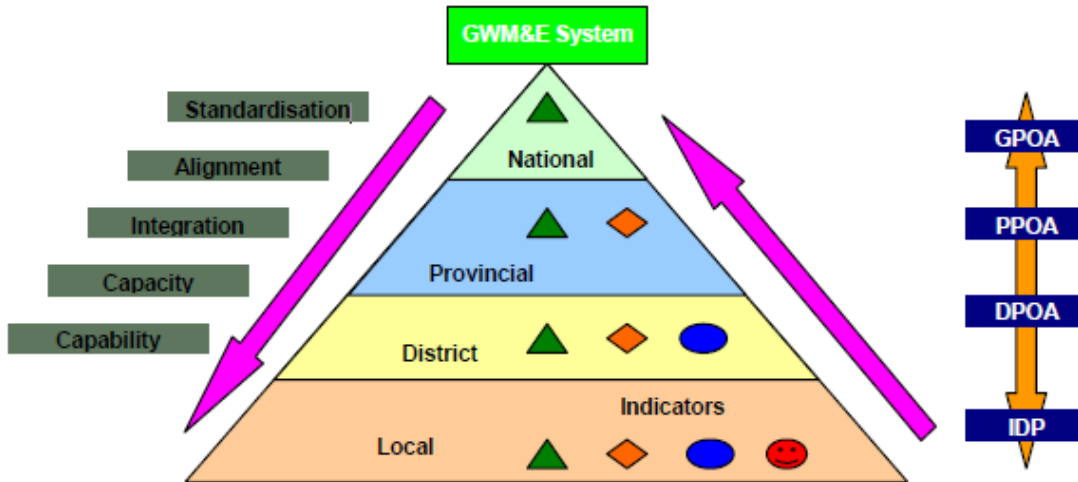 GWM&E System
Standardisation
Alignment
Integration
Capacity
Capability
National
Provincial
District
Indicators
Local
GPOA
PPOA
DPOA
IDP